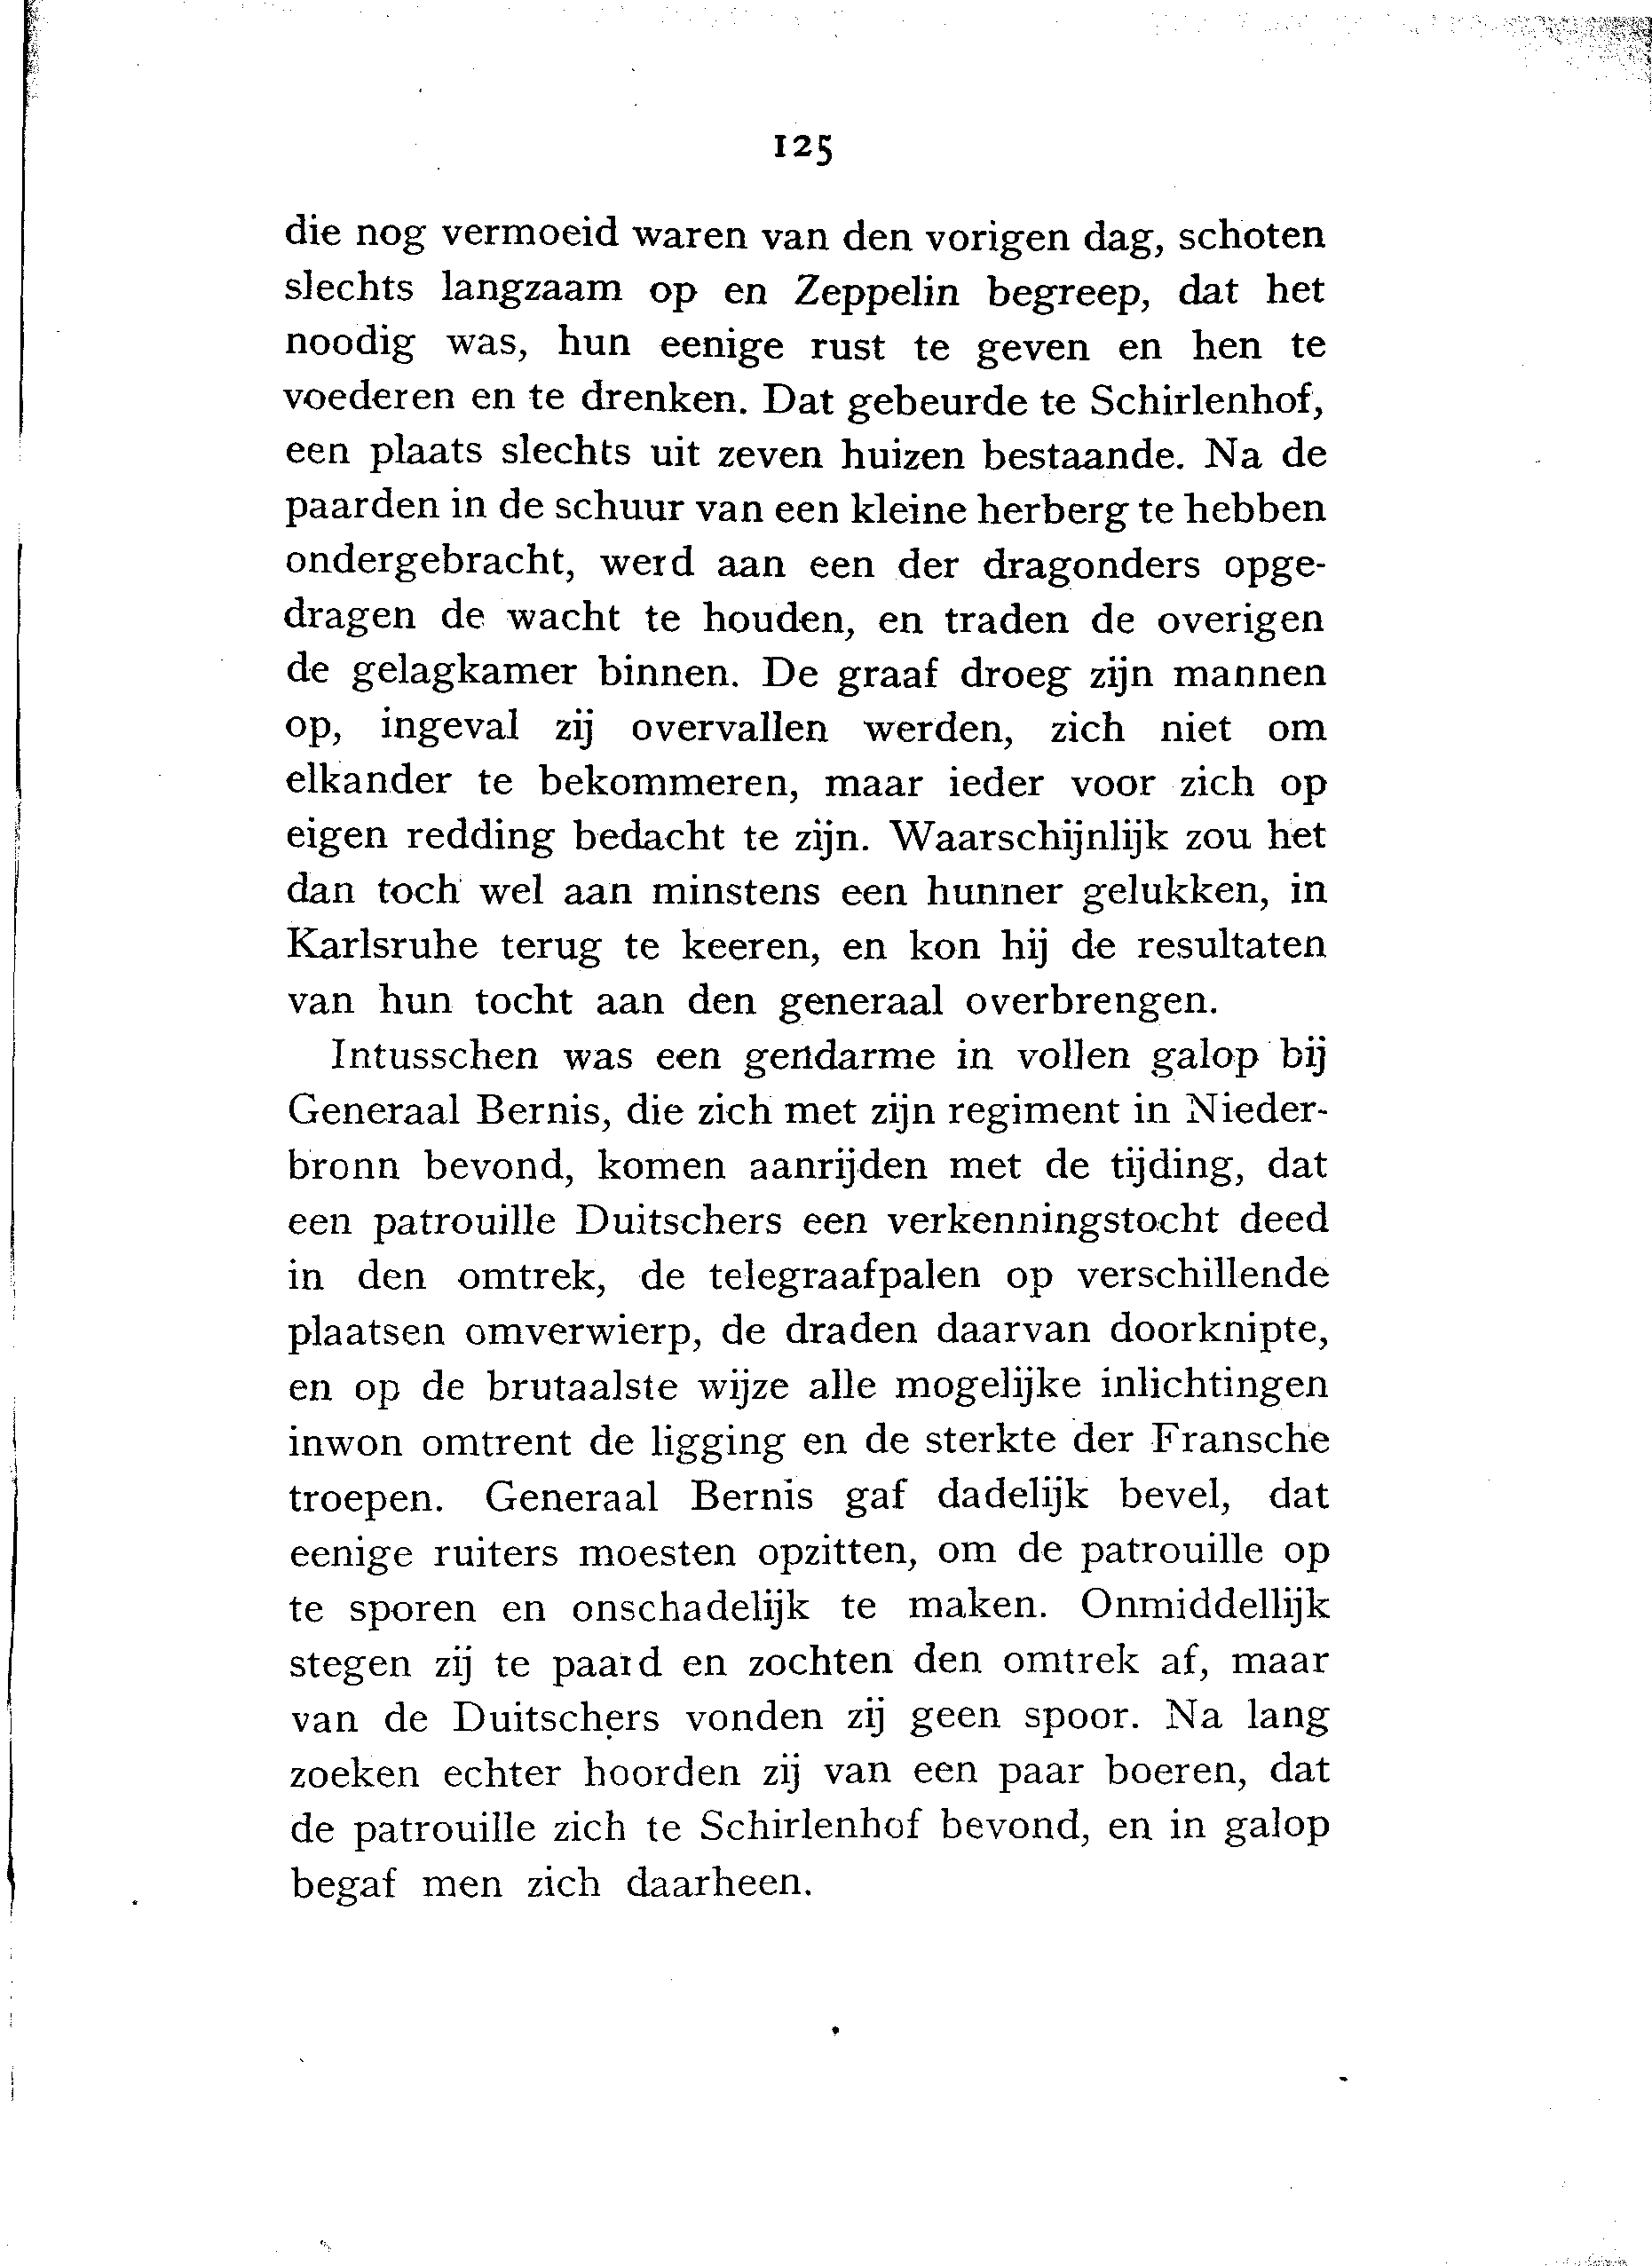 125
die nog vermoeid waren van den vorigen dag, schoten
slechts langzaam op en Zeppelin begreep, dat het
noodig was, hun eenige rust te geven en hen te
voederen en te drenken. Dat gebeurde te Schirlenhof,
een plaats slechts uit zeven huizen bestaande. Na de
paarden in de schuur van een kleine herberg te hebben
ondergebracht, werd aan een der dragonders opge-
dragen de wacht te houden, en traden de overigen
de gelagkamer binnen. De graaf droeg zijn mannen
op, ingeval zij overvallen werden, zich niet om
elkander te bekommeren, maar ieder voor zich op
eigen redding bedacht te zijn. Waarschijnlijk zou het
dan toch wel aan minstens een hunner gelukken, in
Karlsruhe terug te keeren, en kon hij de resultaten
van hun tocht aan den generaal overbrengen.
Intusschen was een gendarme in vollen galop bij
Generaal Bernis, die zich met zijn regiment in Nieder-
bronn bevond, komen aanrijden met de tijding, dat
een patrouille Duitschers een verkenningstocht deed
in den omtrek, de telegraafpalen op verschillende
plaatsen omverwierp, de draden daarvan doorknipte,
en op de brutaalste wijze alle mogelijke inlichtingen
inwon omtrent de ligging en de sterkte der Fransche
troepen. Generaal Bernis gaf dadelijk bevel, dat
eenige ruiters moesten opzitten, om de patrouille op
te sporen en onschadelijk te maken. Onmiddellijk
stegen zij te paard en zochten den omtrek af, maar
van de Duitschers vonden zij geen spoor. Na lang
zoeken echter hoorden zij van een paar boeren, dat
de patrouille zich te Schirlenhof bevond, en in galop
begaf men zich daarheen.